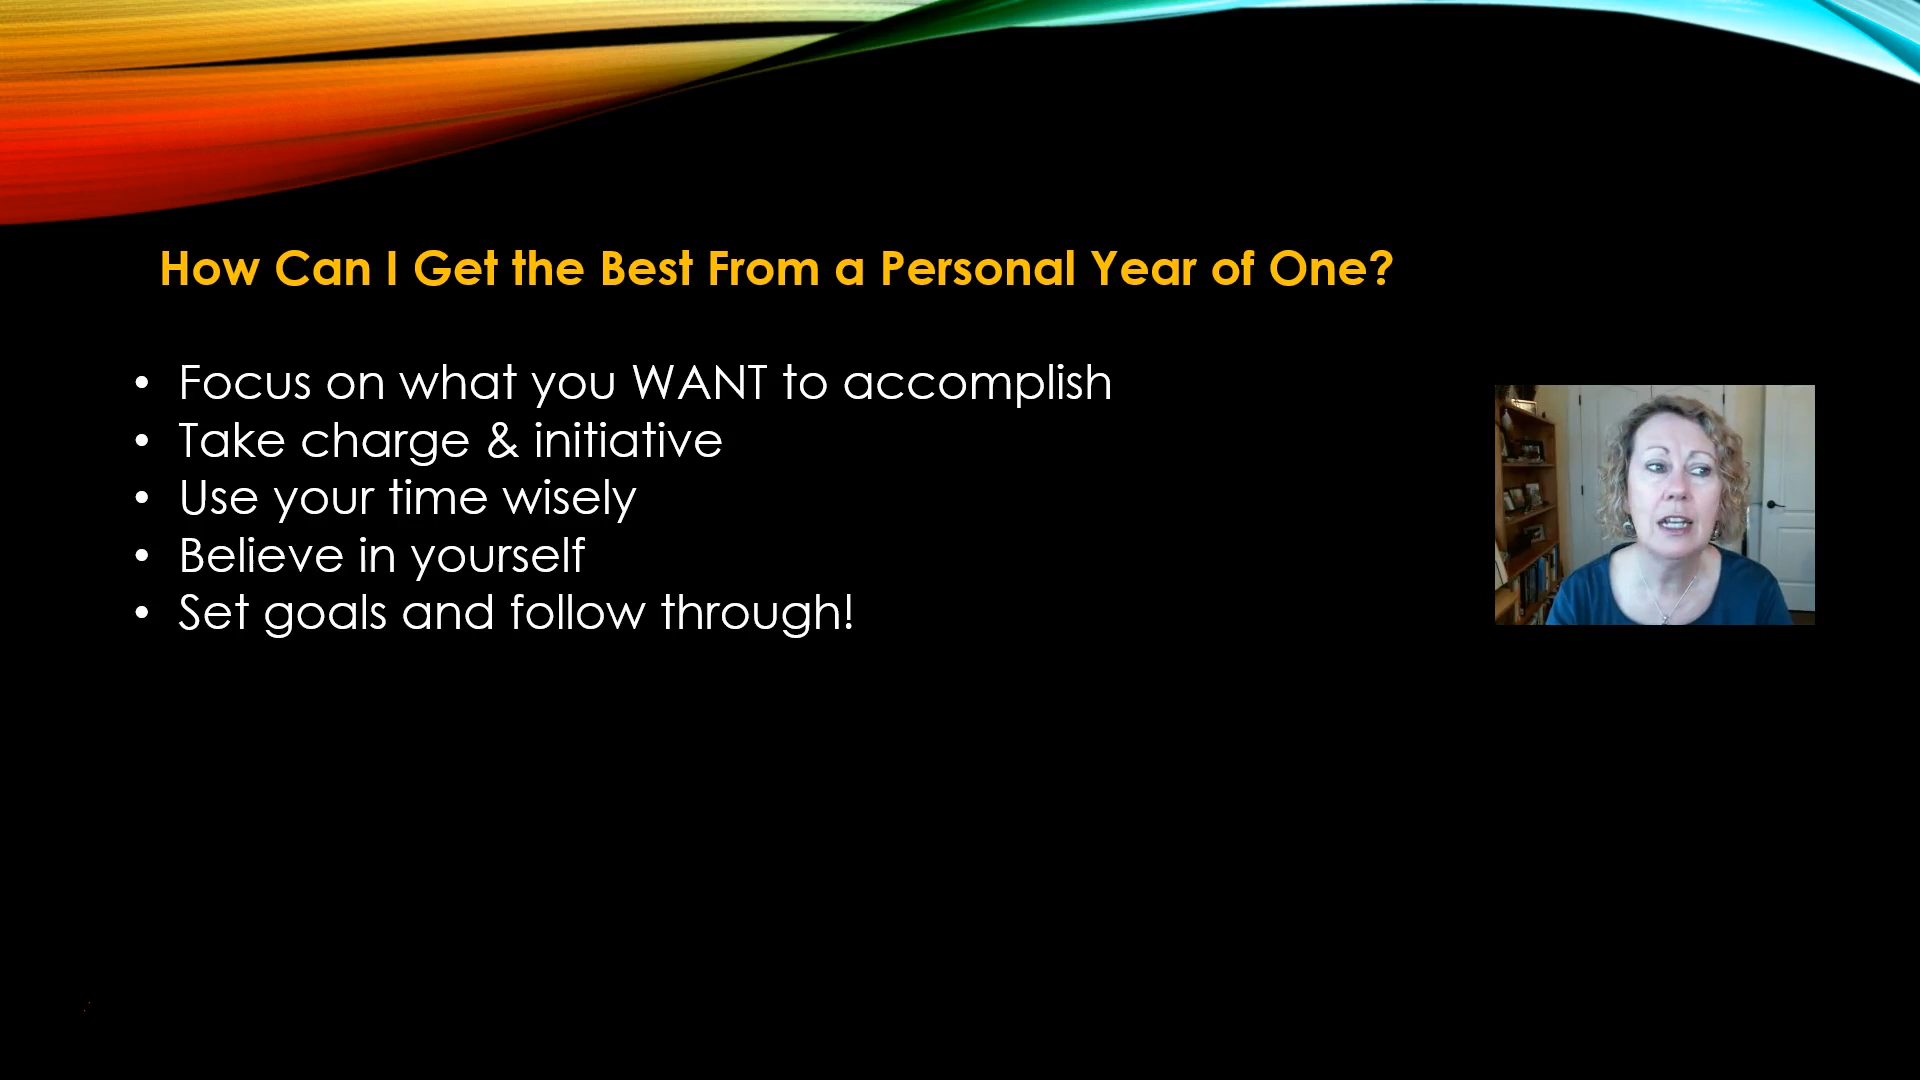 How Can I Get the Best From a Personal Year of One?
• Focus on what you WANT to accomplish
• Take charge & initiative
• Use your time wisely
• Believe in yourself
• Set goals and follow through!